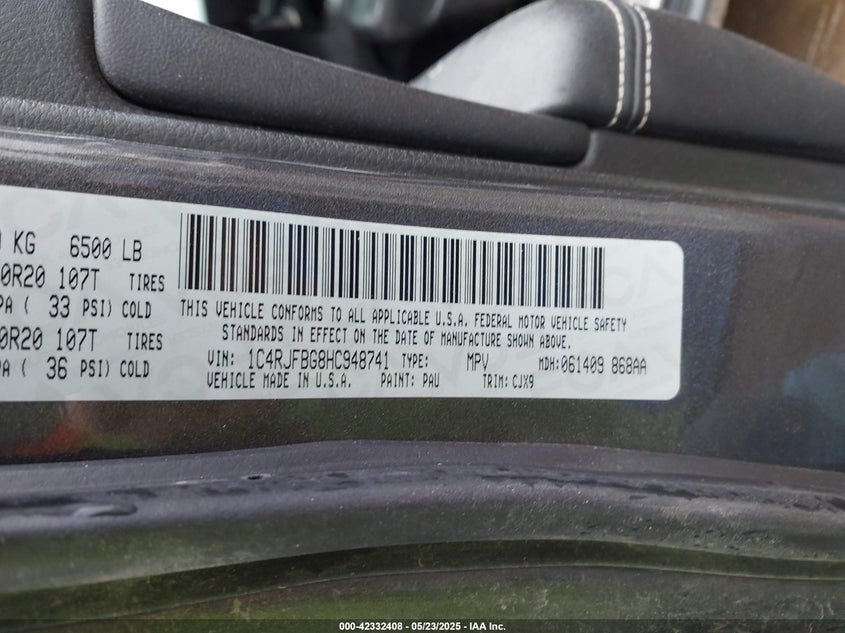 KG 6500 LB
0R20 107T TIRES
PA ( 33 PSI) COLD
0R20 107T TIRES
PA ( 36 PSI) COLD
THIS VEHICLE CONFORMS TO ALL APPLICABLE U.S.A. FEDERAL MOTOR VEHICLE SAFETY
STANDARDS IN EFFECT ON THE DATE OF MANUFACTURE SHOWN ABOVE.
VIN: 1C4RJFBG8HC948741 TYPE: MPV MDH:061409 868AA
VEHICLE MADE IN U.S.A. PAINT: PAU TRIM:CJX9
000-42332408 - 05/23/2025 - IAA Inc.